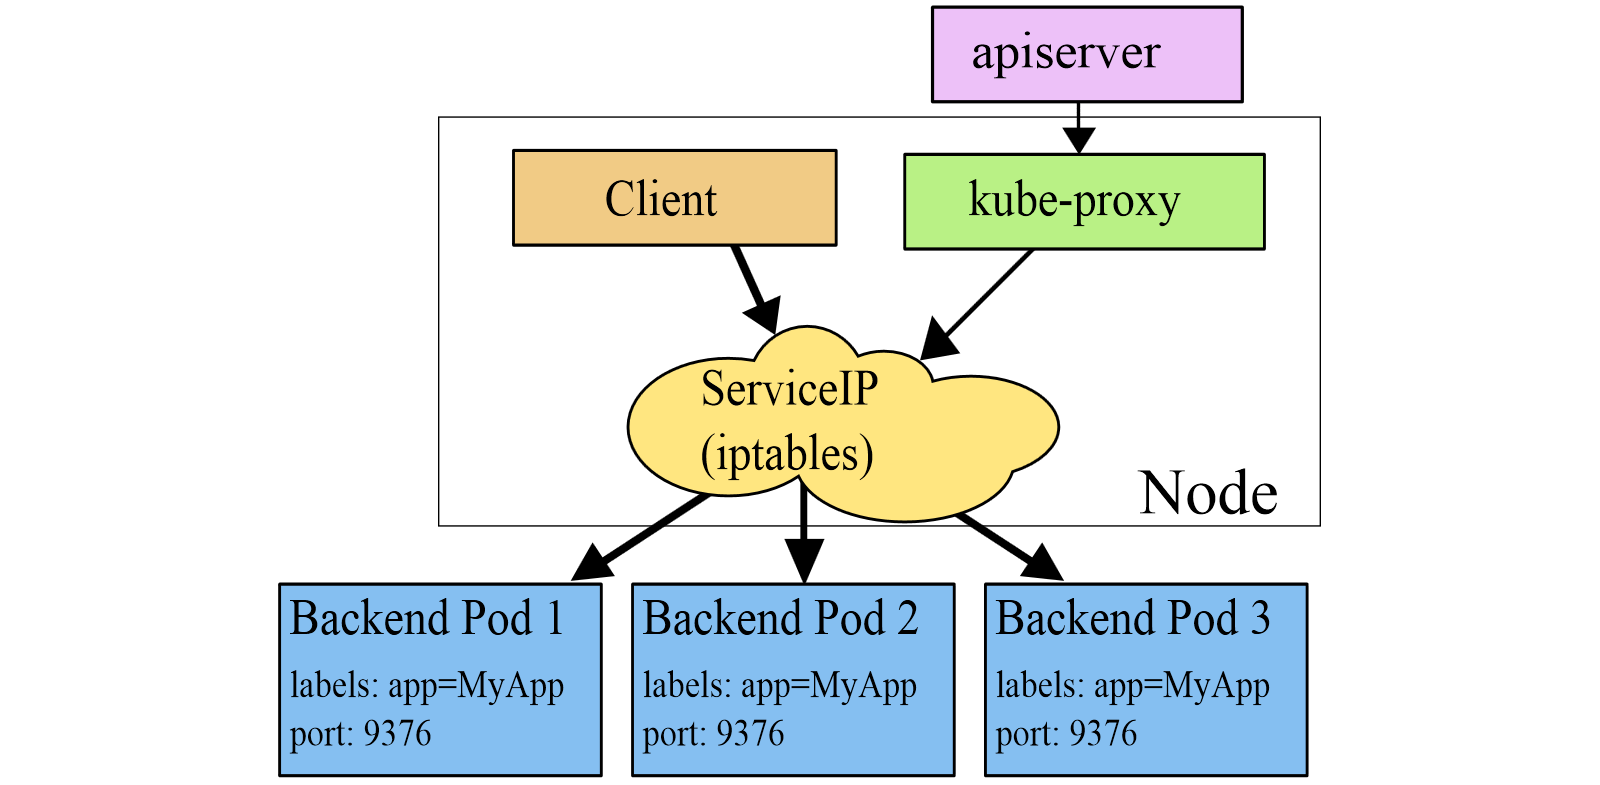 apiserver
Client
kube-proxy
ServiceIP
(iptables)
Node
Backend Pod 1
labels: app=MyApp
port: 9376
Backend Pod 2
labels: app=MyApp
port: 9376
Backend Pod 3
labels: app=MyApp
port: 9376